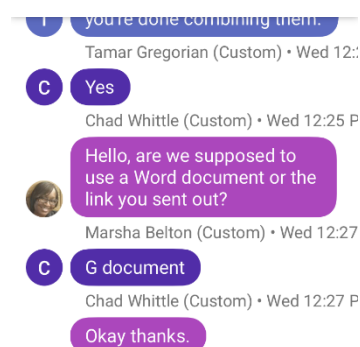 T
you're done combining them.
Tamar Gregorian (Custom) • Wed 12:
C
Yes
Chad Whittle (Custom) • Wed 12:25 P
Hello, are we supposed to
use a Word document or the
link you sent out?
Marsha Belton (Custom) • Wed 12:27
C
G document
Chad Whittle (Custom) • Wed 12:27 P
Okay thanks.